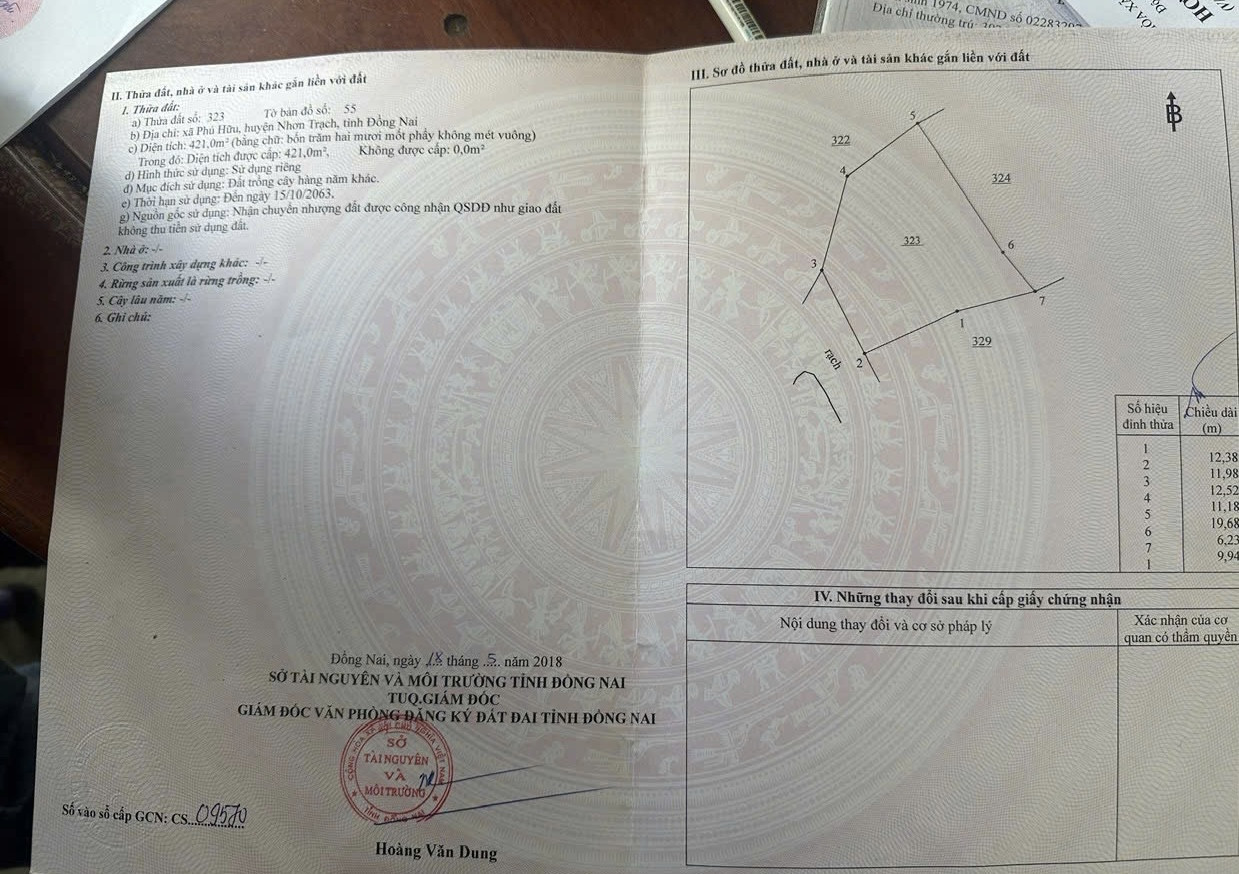 II. Thửa đất, nhà ở và tài sản khác gắn liền với đất
1. Thửa đất:
a) Thửa đất số: 323 Tờ bản đồ số: 55
b) Địa chỉ: xã Phú Hữu, huyện Nhơn Trạch, tỉnh Đồng Nai
c) Diện tích: 421,0m² (bằng chữ: bốn trăm hai mươi mốt phẩy không mét vuông)
Trong đó: Diện tích được cấp: 421,0m², Không được cấp: 0,0m²
d) Hình thức sử dụng: Sử dụng riêng
đ) Mục đích sử dụng: Đất trồng cây hàng năm khác.
e) Thời hạn sử dụng: Đến ngày 15/10/2063.
g) Nguồn gốc sử dụng: Nhận chuyển nhượng đất được công nhận QSDĐ như giao đất
không thu tiền sử dụng đất.
2. Nhà ở: -/-
3. Công trình xây dựng khác: -/-
4. Rừng sản xuất là rừng trồng: -/-
5. Cây lâu năm: -/-
6. Ghi chú:
Đồng Nai, ngày 18 tháng 5 năm 2018
SỞ TÀI NGUYÊN VÀ MÔI TRƯỜNG TỈNH ĐỒNG NAI
TUQ.GIÁM ĐỐC
GIÁM ĐỐC VĂN PHÒNG ĐĂNG KÝ ĐẤT ĐAI TỈNH ĐỒNG NAI
SỞ
TÀI NGUYÊN
VÀ
MÔI TRƯỜNG
Số vào sổ cấp GCN: CS 09570
Hoàng Văn Dung
1974, CMND số
Địa chỉ thường trú:
III. Sơ đồ thửa đất, nhà ở và tài sản khác gắn liền với đất
B
5
322
4
324
323
6
3
7
1
329
rạch
2
Số hiệu đỉnh thửa Chiều dài (m)
1
12,38
2
11,98
3
12,52
4
11,18
5
19,68
6
6,23
7
9,94
1
IV. Những thay đổi sau khi cấp giấy chứng nhận
Nội dung thay đổi và cơ sở pháp lý
Xác nhận của cơ
quan có thẩm quyền